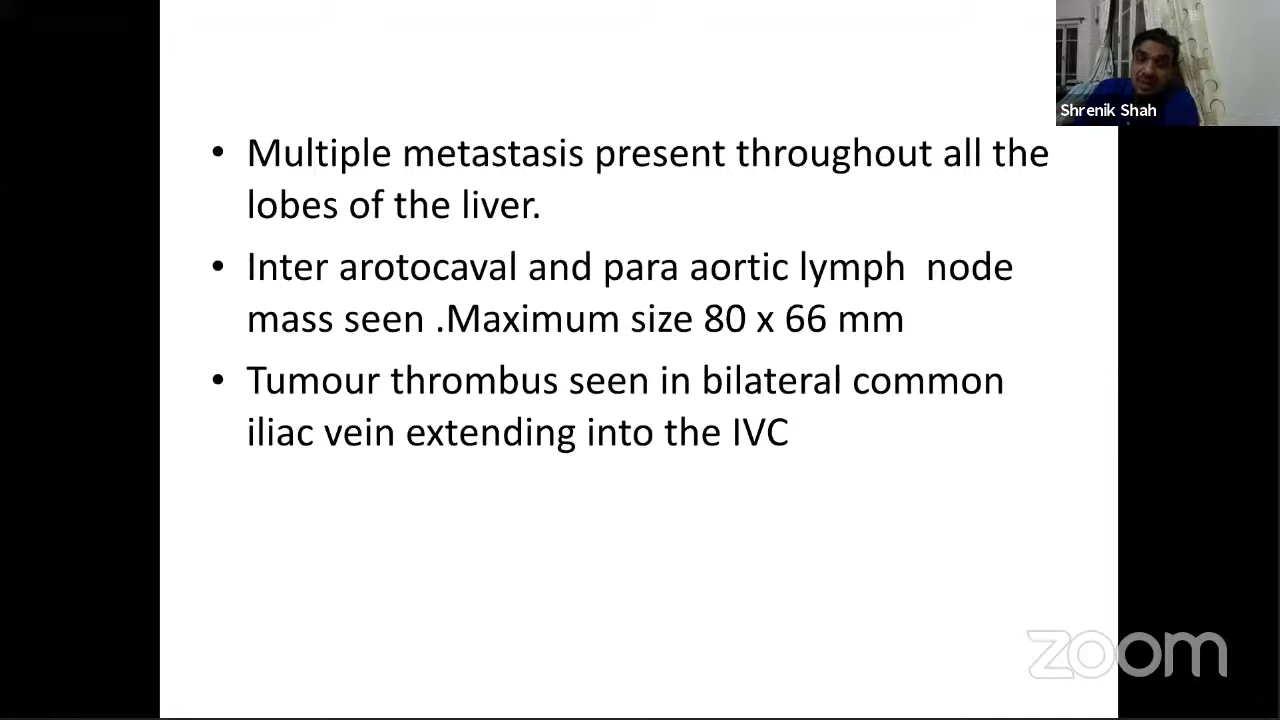 Shrenik Shah
• Multiple metastasis present throughout all the
lobes of the liver.
• Inter arotocaval and para aortic lymph node
mass seen .Maximum size 80 x 66 mm
• Tumour thrombus seen in bilateral common
iliac vein extending into the IVC
zoom